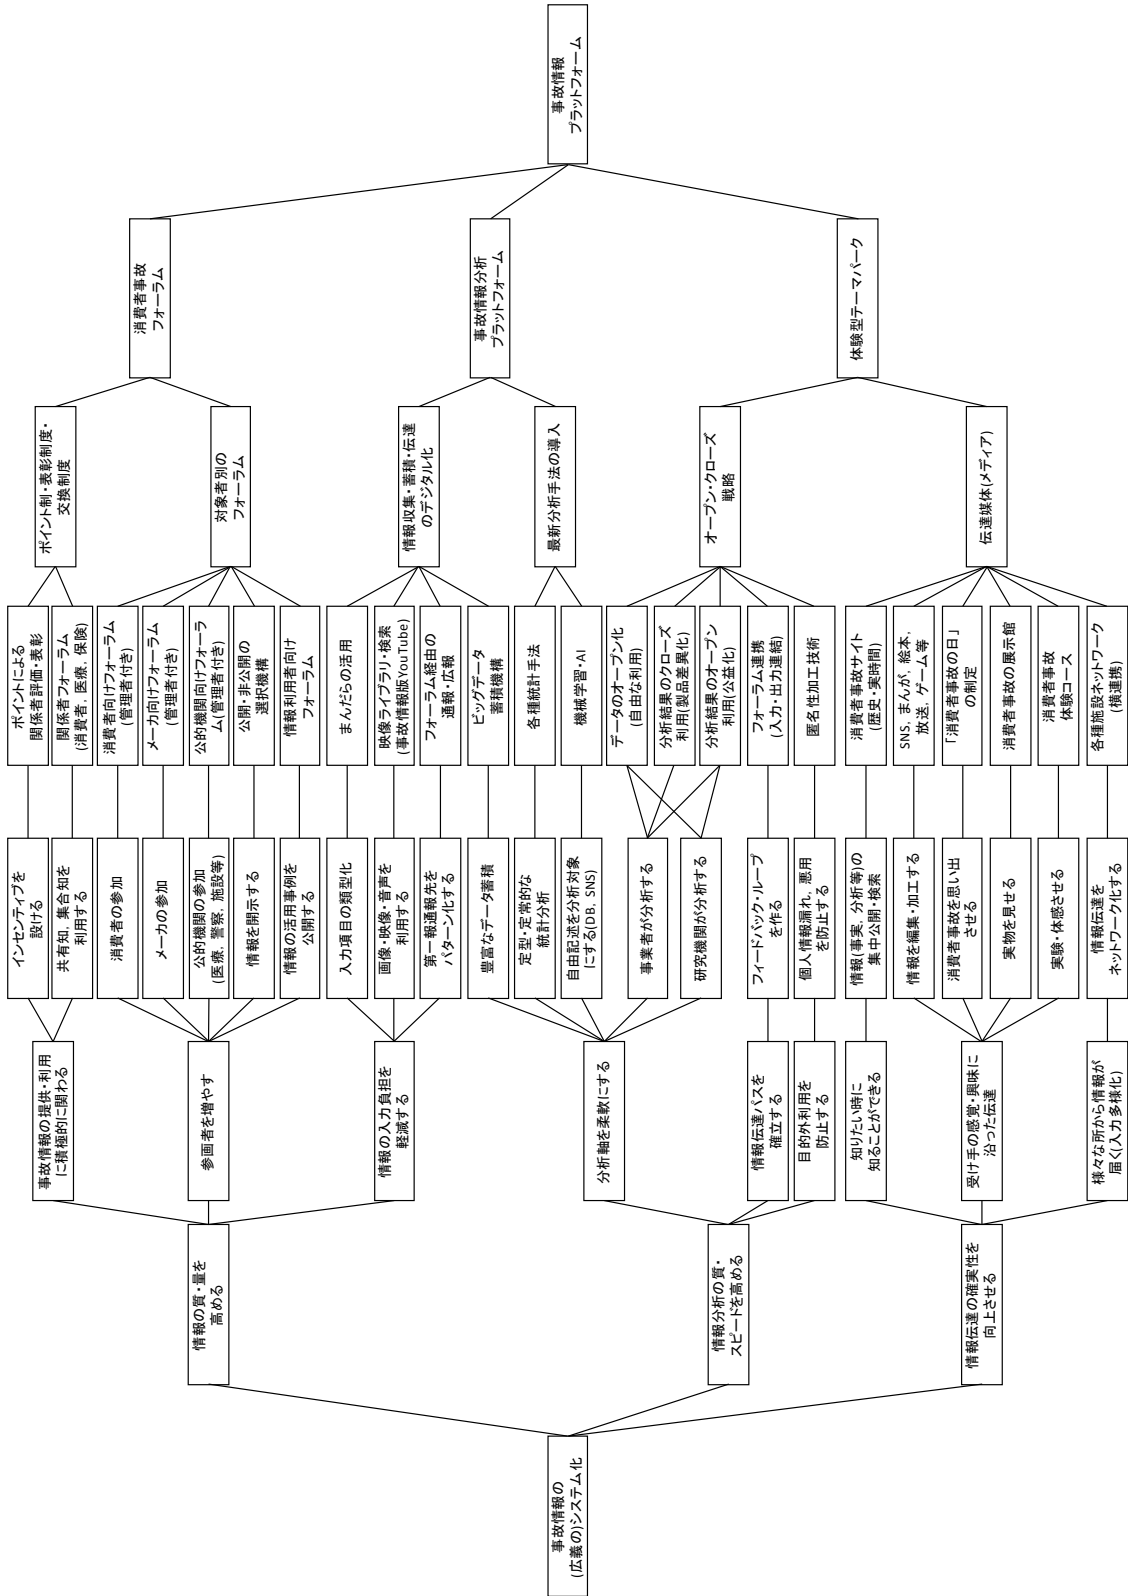 事故情報の
(広義の)システム化
情報の質・量を
高める
情報分析の質・
スピードを高める
情報伝達の確実性を
向上させる
事故情報の提供・利用
に積極的に関わる
参画者を増やす
情報の入力負担を
軽減する
分析軸を柔軟にする
情報伝達パスを
確立する
目的外利用を
防止する
知りたい時に
知ることができる
受け手の感覚・興味に
沿った伝達
様々な所から情報が
届く(入力多様化)
インセンティブを
設ける
共有知、集合知を
利用する
消費者の参加
メーカの参加
公的機関の参加
(医療、警察、施設等)
情報を開示する
情報の活用事例を
公開する
入力項目の類型化
画像・映像・音声を
利用する
第一報通報先を
パターン化する
豊富なデータ蓄積
定型・定常的な
統計分析
自由記述を分析対象
にする(DB、SNS)
事業者が分析する
研究機関が分析する
フィードバック・ループ
を作る
個人情報漏れ、悪用
を防止する
情報(事実、分析等)の
集中公開・検索
情報を編集・加工する
消費者事故を思い出
させる
実物を見せる
実験・体感させる
情報伝達を
ネットワーク化する
ポイントによる
関係者評価・表彰
関係者フォーラム
(消費者、医療、保険)
消費者向けフォーラム
(管理者付き)
メーカ向けフォーラム
(管理者付き)
公的機関向けフォーラ
ム(管理者付き)
公開・非公開の
選択機構
情報利用者向け
フォーラム
まんだらの活用
映像ライブラリ・検索
(事故情報版YouTube)
フォーラム経由の
通報・広報
ビッグデータ
蓄積機構
各種統計手法
機械学習・AI
データのオープン化
(自由な利用)
分析結果のクローズ
利用(製品差異化)
分析結果のオープン
利用(公益化)
フォーラム連携
(入力・出力連結)
匿名性加工技術
消費者事故サイト
(歴史・実時間)
SNS、まんが、絵本、
放送、ゲーム等
「消費者事故の日」
の制定
消費者事故の展示館
消費者事故
体験コース
各種施設ネットワーク
(横連携)
ポイント制・表彰制度・
交換制度
対象者別の
フォーラム
情報収集・蓄積・伝達
のデジタル化
最新分析手法の導入
オープン・クローズ
戦略
伝達媒体(メディア)
消費者事故
フォーラム
事故情報分析
プラットフォーム
体験型テーマパーク
事故情報
プラットフォーム